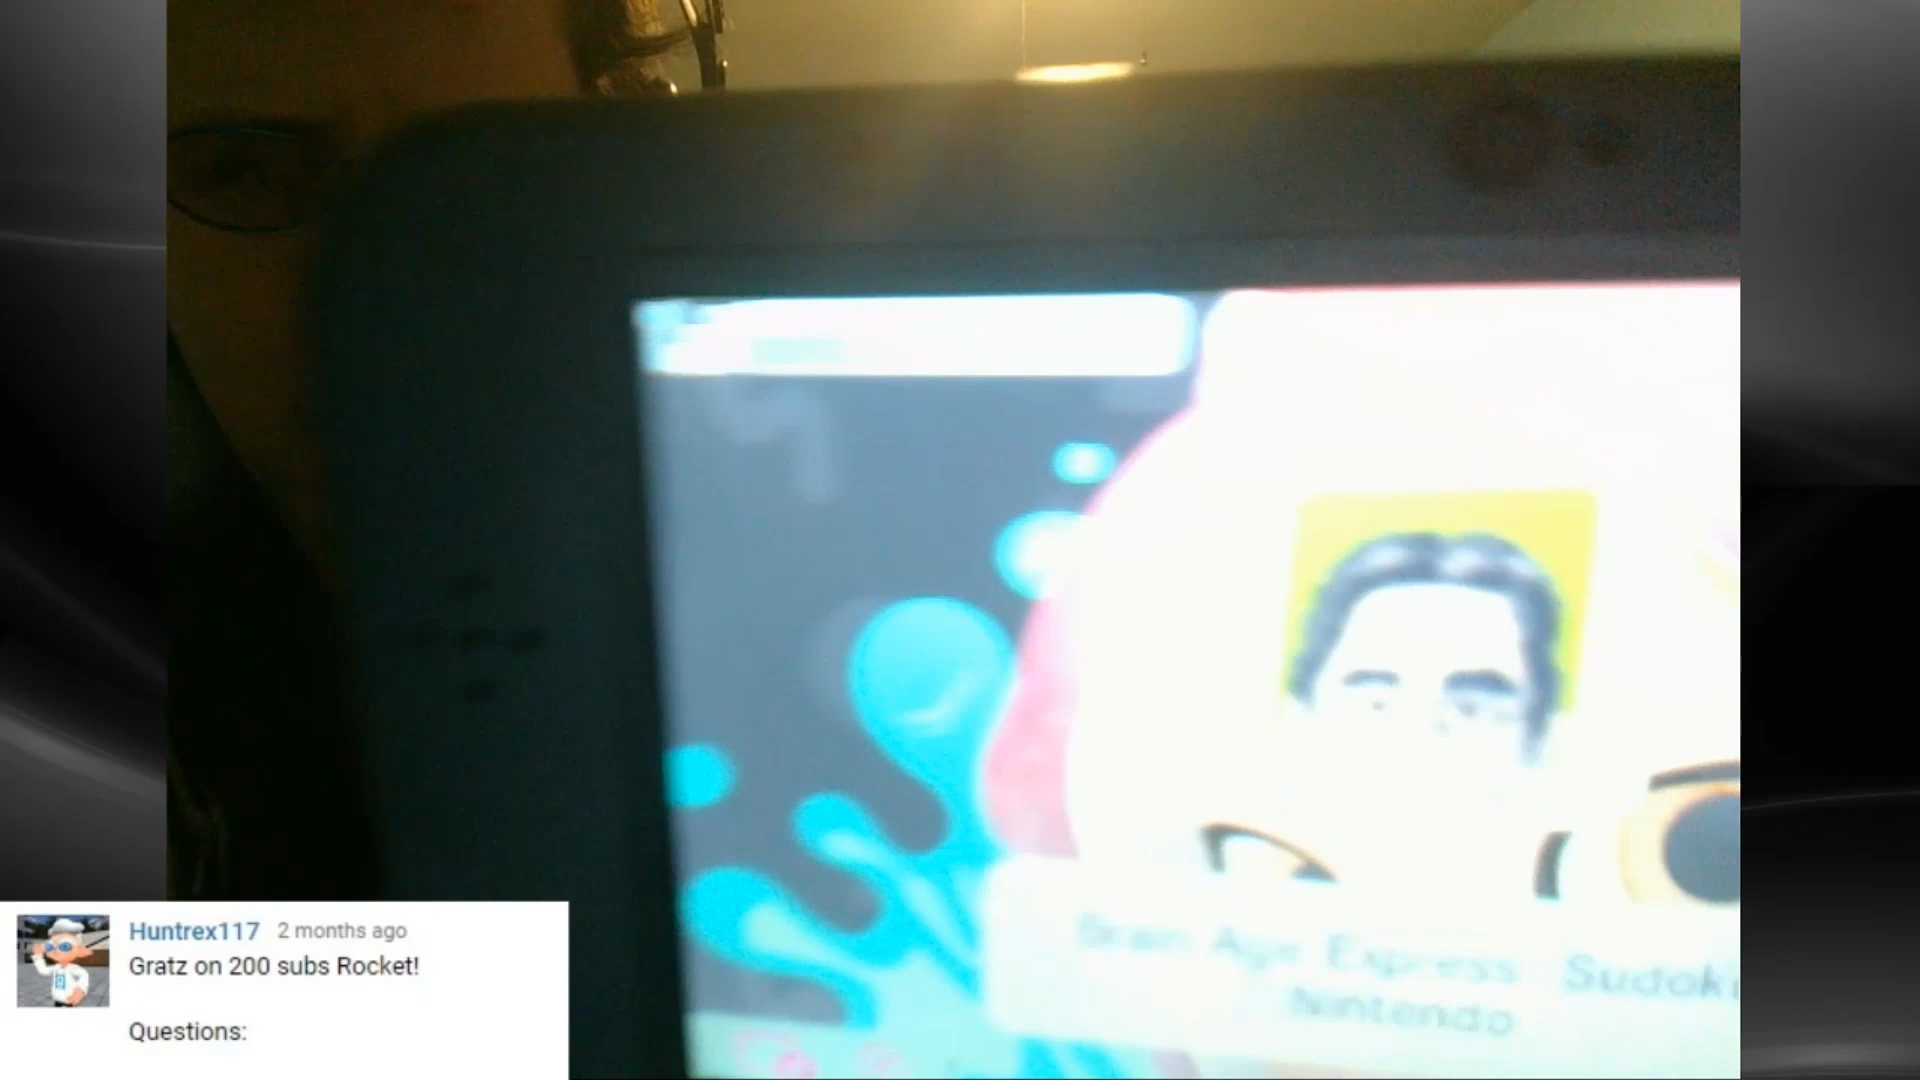 Brain Age Express: Sudoku
Nintendo
Huntrex117 2 months ago
Gratz on 200 subs Rocket!
Questions: